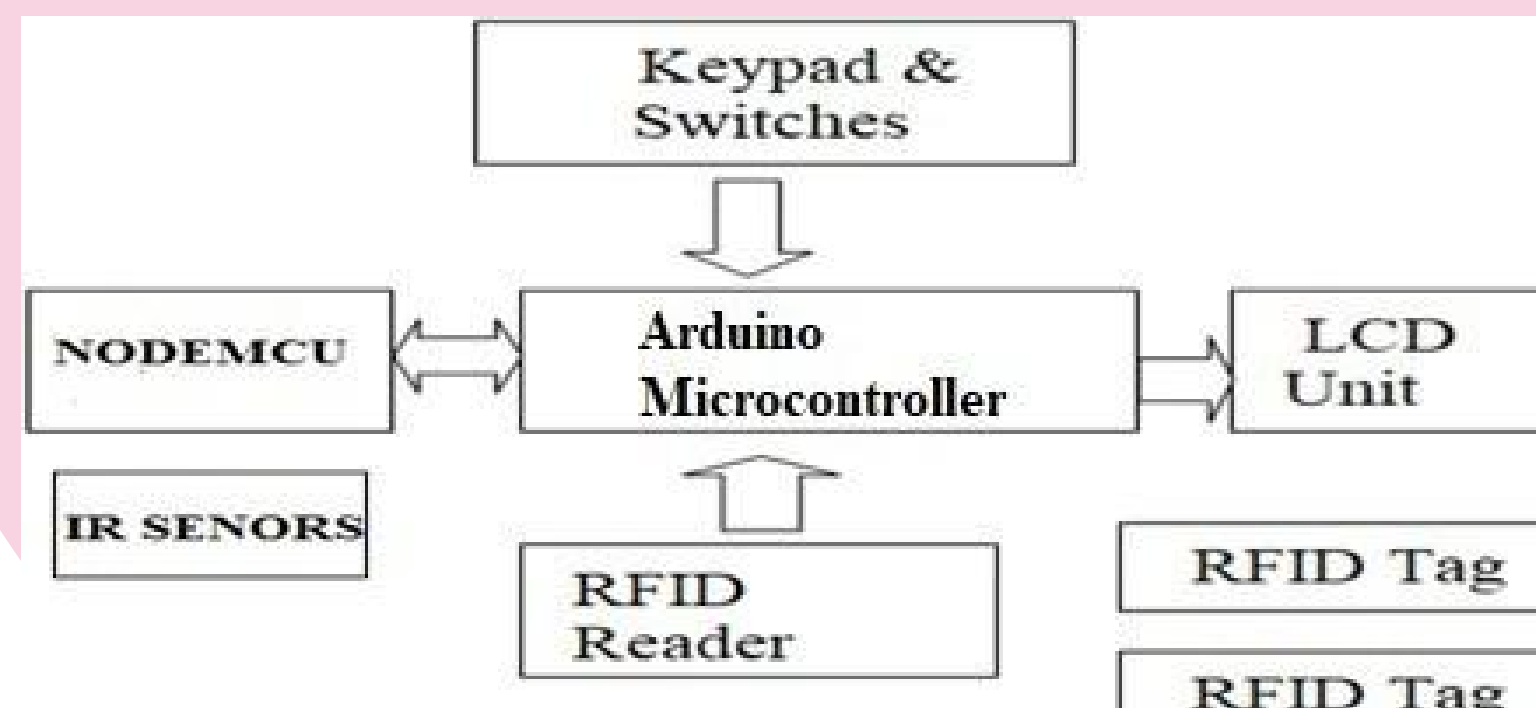 Keypad &
Switches
NODEMCU
Arduino
Microcontroller
LCD
Unit
IR SENORS
RFID
Reader
RFID Tag
RFID Tag